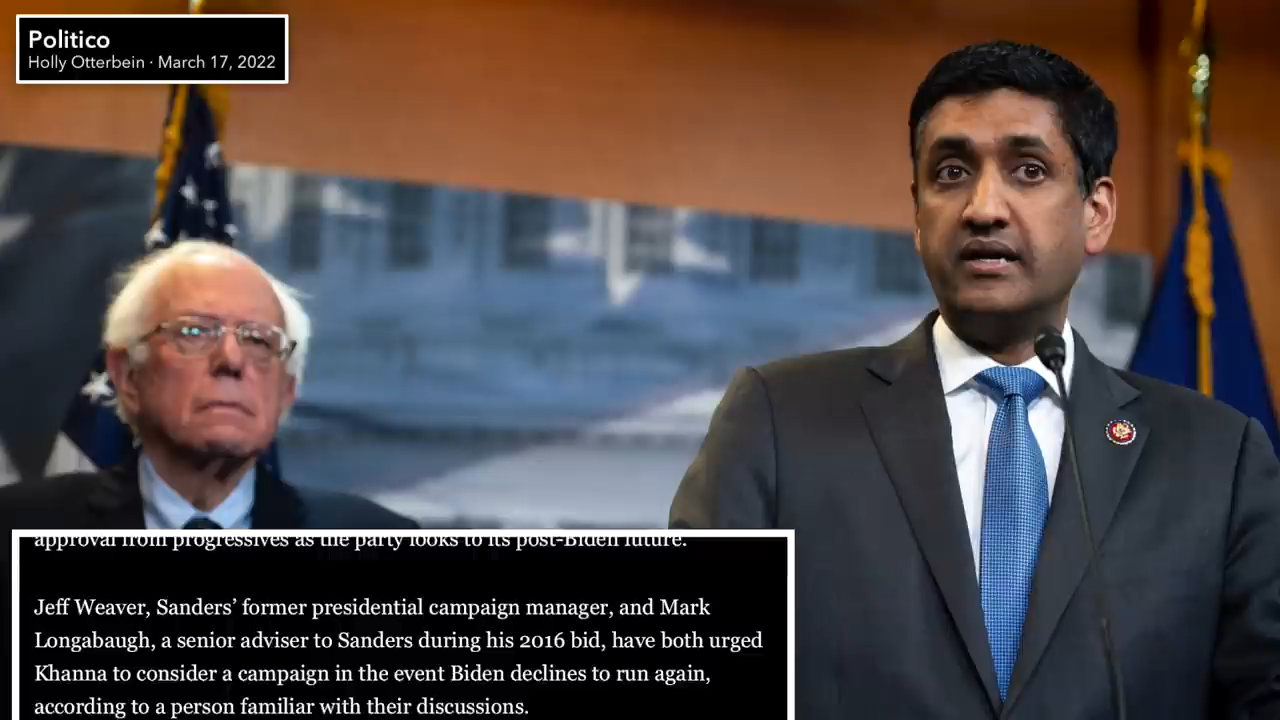 Politico
Holly Otterbein · March 17, 2022
approval from progressives as the party looks to its post-Biden future.
Jeff Weaver, Sanders’ former presidential campaign manager, and Mark
Longabaugh, a senior adviser to Sanders during his 2016 bid, have both urged
Khanna to consider a campaign in the event Biden declines to run again,
according to a person familiar with their discussions.